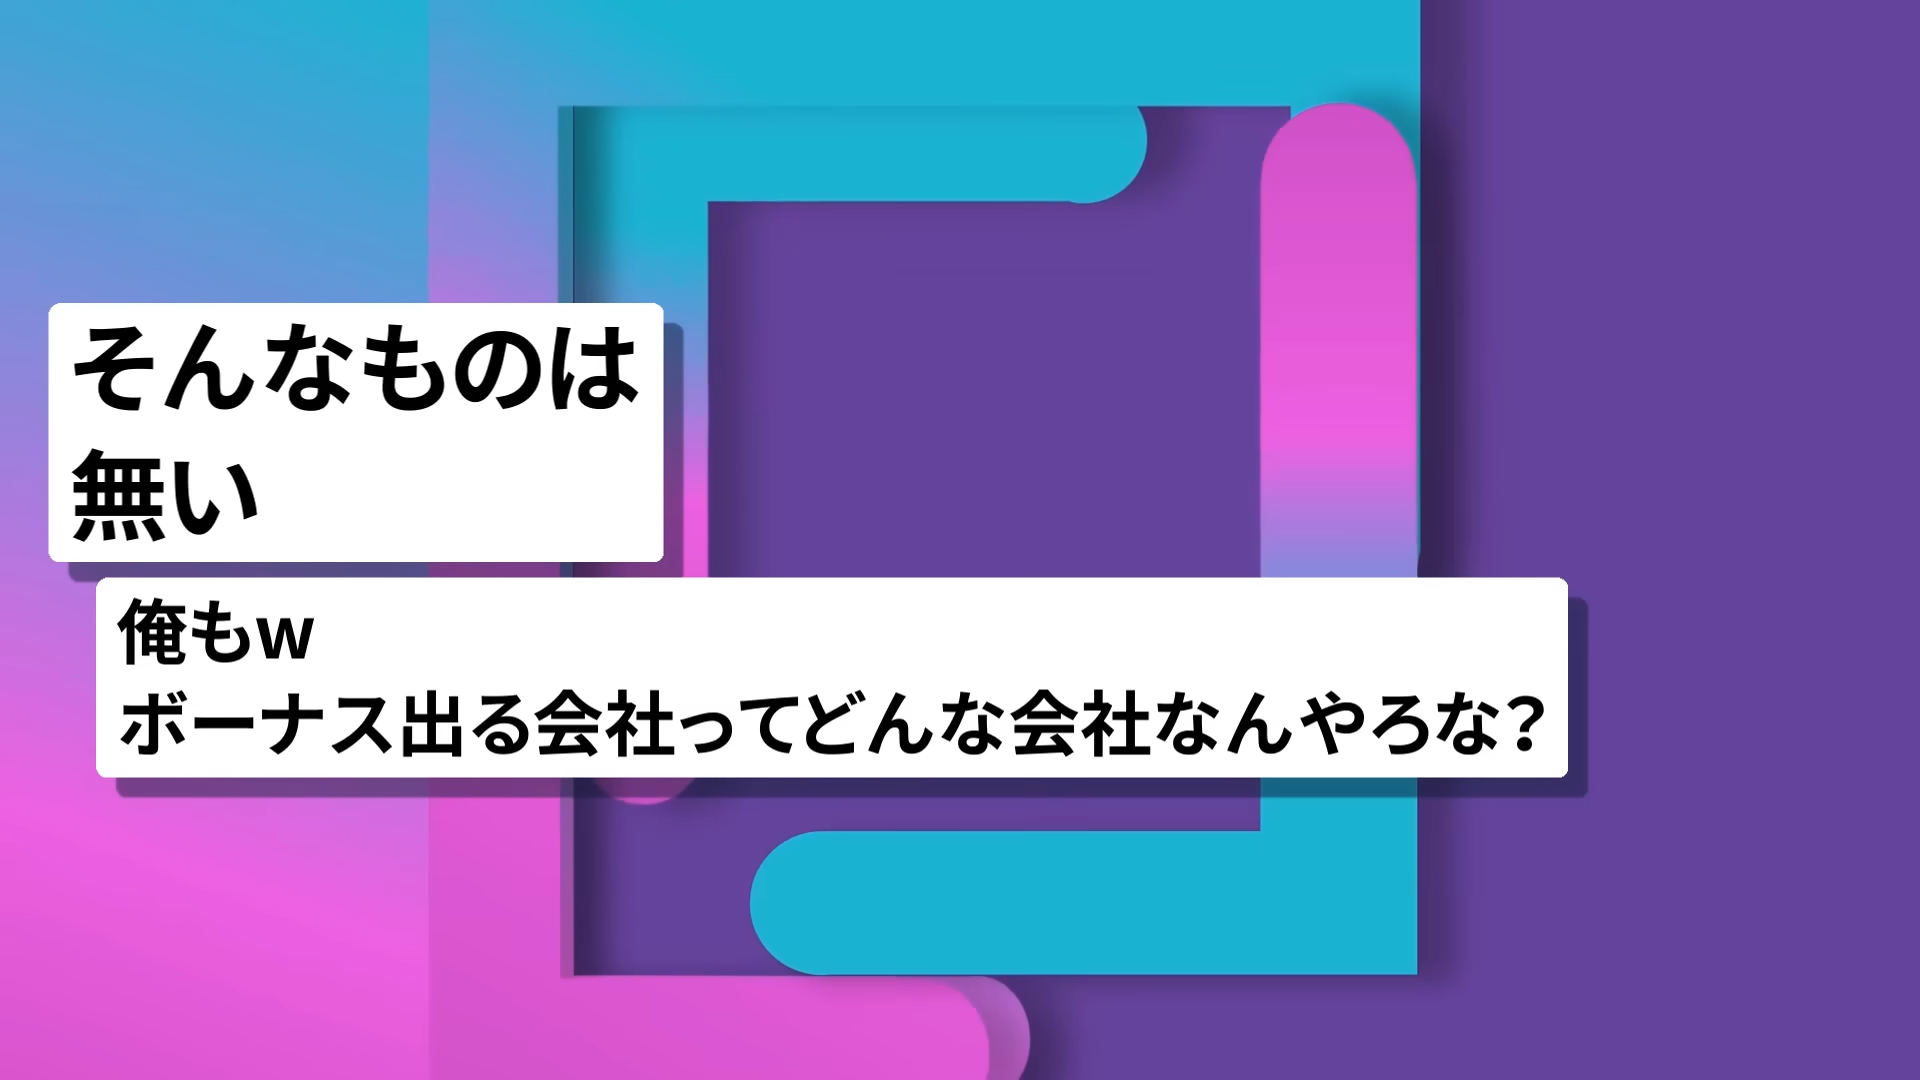 そんなものは
無い
俺もw
ボーナス出る会社ってどんな会社なんやろな？